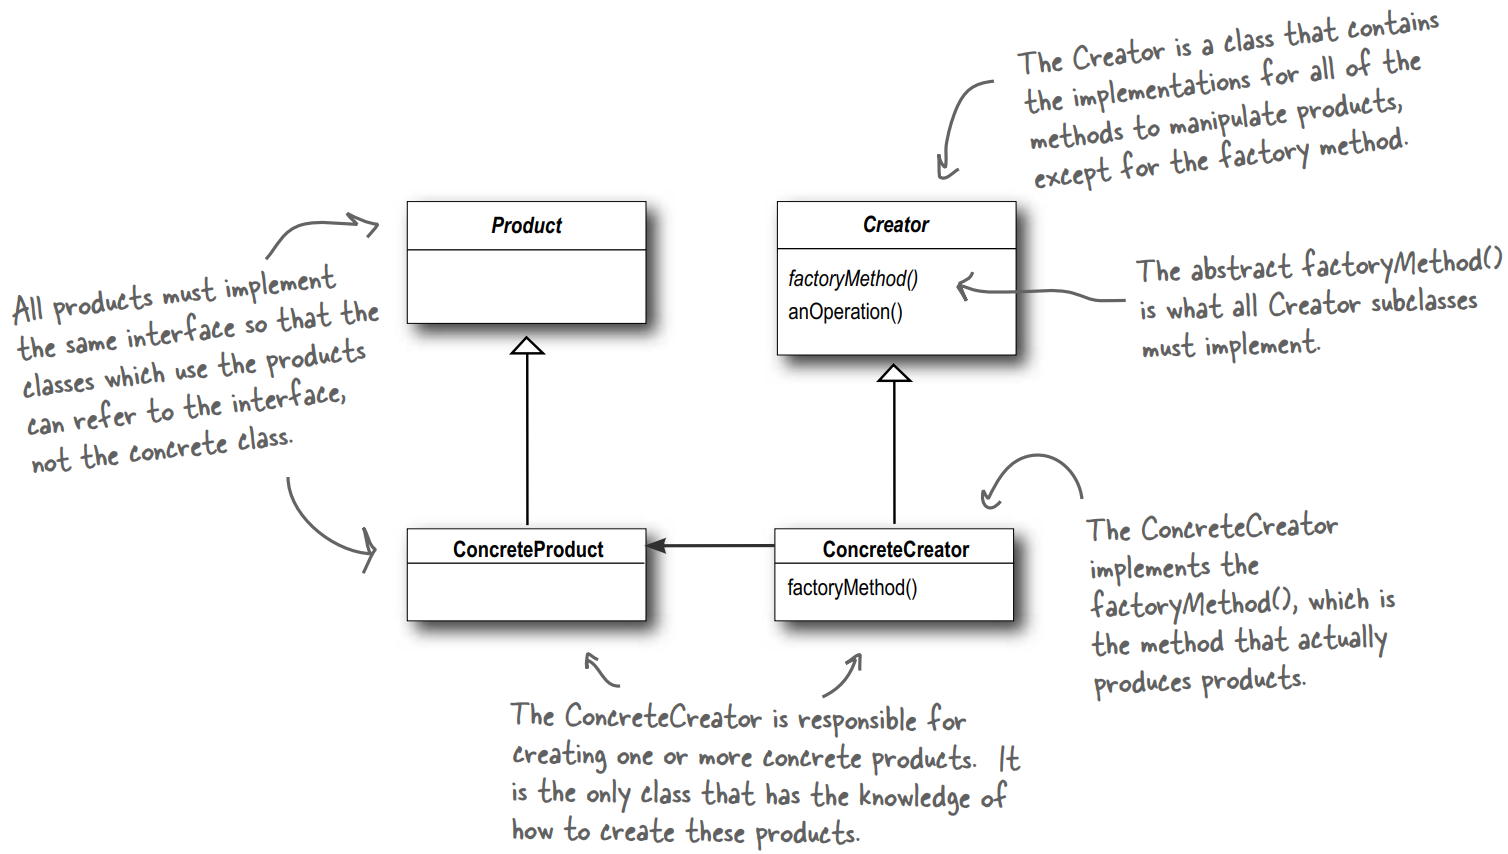 The Creator is a class that contains
the implementations for all of the
methods to manipulate products,
except for the factory method.
Product
Creator
factoryMethod()
anOperation()
The abstract factoryMethod()
is what all Creator subclasses
must implement.
All products must implement
the same interface so that the
classes which use the products
can refer to the interface,
not the concrete class.
ConcreteProduct
ConcreteCreator
factoryMethod()
The ConcreteCreator
implements the
factoryMethod(), which is
the method that actually
produces products.
The ConcreteCreator is responsible for
creating one or more concrete products. It
is the only class that has the knowledge of
how to create these products.